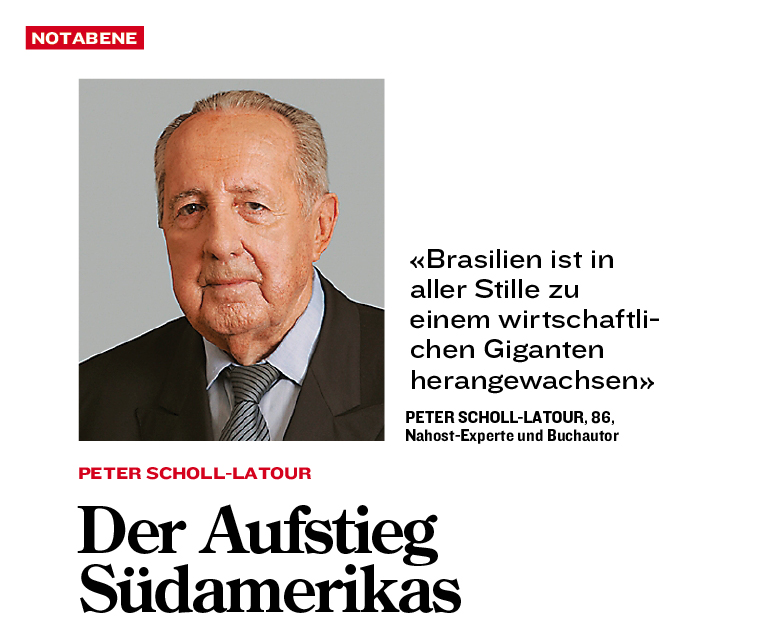 NOTABENE
«Brasilien ist in
aller Stille zu
einem wirtschaftli-
chen Giganten
herangewachsen»
PETER SCHOLL-LATOUR, 86,
Nahost-Experte und Buchautor
PETER SCHOLL-LATOUR
Der Aufstieg
Südamerikas